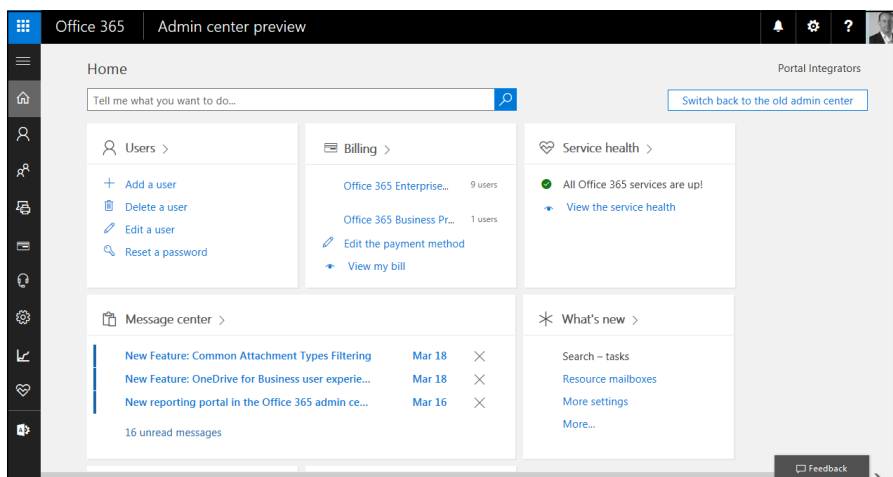 Office 365 Admin center preview ?
Home Portal Integrators
Tell me what you want to do... Switch back to the old admin center
Users > Billing > Service health >
Add a user Office 365 Enterprise... 9 users All Office 365 services are up!
Delete a user View the service health
Edit a user Office 365 Business Pr... 1 users
Reset a password Edit the payment method
View my bill
Message center > What's new >
New Feature: Common Attachment Types Filtering Mar 18 Search – tasks
New Feature: OneDrive for Business user experie... Mar 18 Resource mailboxes
New reporting portal in the Office 365 admin ce... Mar 16 More settings
16 unread messages More...
Feedback